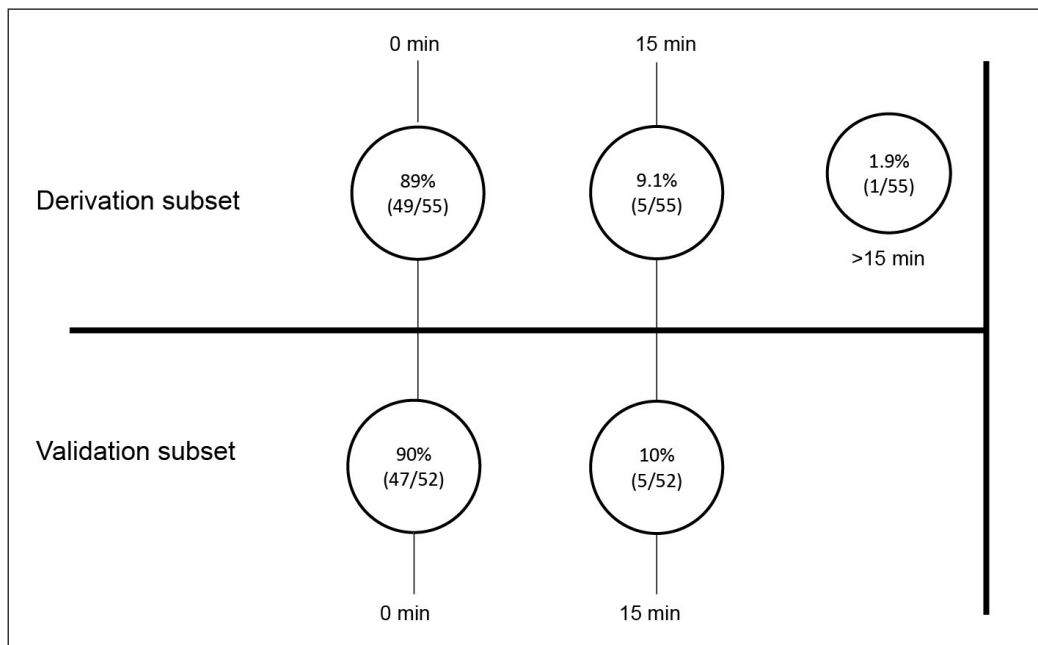 0 min
15 min
Derivation subset
89%
(49/55)
9.1%
(5/55)
1.9%
(1/55)
>15 min
Validation subset
90%
(47/52)
10%
(5/52)
0 min
15 min